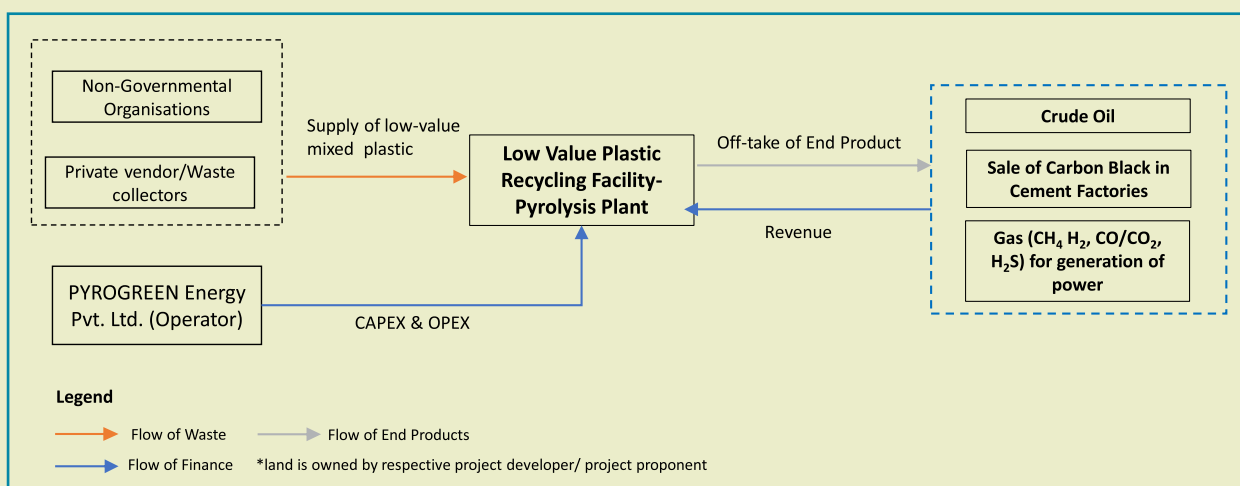 Non-Governmental
Organisations
Private vendor/Waste
collectors
Supply of low-value
mixed plastic
Low Value Plastic
Recycling Facility-
Pyrolysis Plant
Off-take of End Product
Revenue
Crude Oil
Sale of Carbon Black in
Cement Factories
Gas (CH₄ H₂, CO/CO₂,
H₂S) for generation of
power
PYROGREEN Energy
Pvt. Ltd. (Operator)
CAPEX & OPEX
Legend
Flow of Waste
Flow of End Products
Flow of Finance
*land is owned by respective project developer/ project proponent